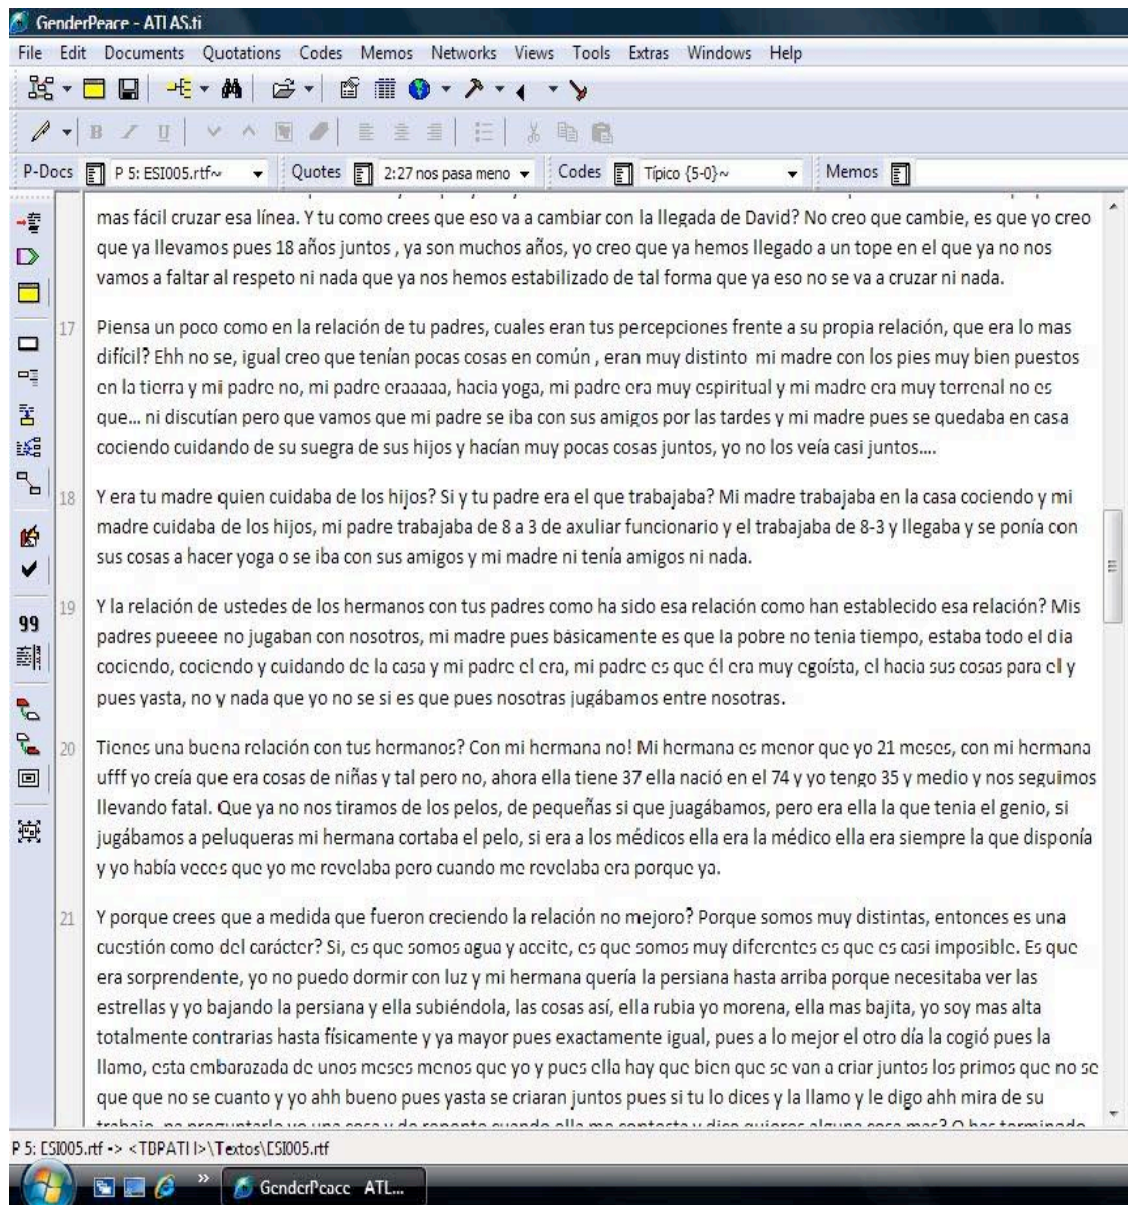 GenderPeace - ATLAS.ti
File Edit Documents Quotations Codes Memos Networks Views Tools Extras Windows Help
B I U
P-Docs P 5: ESI005.rtf~ Quotes 2:27 nos pasa meno Codes Típico {5-0}~ Memos
mas fácil cruzar esa línea. Y tu como crees que eso va a cambiar con la llegada de David? No creo que cambie, es que yo creo
que ya llevamos pues 18 años juntos , ya son muchos años, yo creo que ya hemos llegado a un tope en el que ya no nos
vamos a faltar al respeto ni nada que ya nos hemos estabilizado de tal forma que ya eso no se va a cruzar ni nada.
17 Piensa un poco como en la relación de tu padres, cuales eran tus percepciones frente a su propia relación, que era lo mas
difícil? Ehh no se, igual creo que tenían pocas cosas en común , eran muy distinto mi madre con los pies muy bien puestos
en la tierra y mi padre no, mi padre eraaaaa, hacia yoga, mi padre era muy espiritual y mi madre era muy terrenal no es
que... ni discutían pero que vamos que mi padre se iba con sus amigos por las tardes y mi madre pues se quedaba en casa
cociendo cuidando de su suegra de sus hijos y hacían muy pocas cosas juntos, yo no los veía casi juntos....
18 Y era tu madre quien cuidaba de los hijos? Si y tu padre era el que trabajaba? Mi madre trabajaba en la casa cociendo y mi
madre cuidaba de los hijos, mi padre trabajaba de 8 a 3 de axuliar funcionario y el trabajaba de 8-3 y llegaba y se ponía con
sus cosas a hacer yoga o se iba con sus amigos y mi madre ni tenía amigos ni nada.
19 Y la relación de ustedes de los hermanos con tus padres como ha sido esa relación como han establecido esa relación? Mis
padres pueeee no jugaban con nosotros, mi madre pues básicamente es que la pobre no tenia tiempo, estaba todo el dia
cociendo, cociendo y cuidando de la casa y mi padre el era, mi padre es que él era muy egoísta, el hacia sus cosas para el y
pues yasta, no y nada que yo no se si es que pues nosotras jugábamos entre nosotras.
20 Tienes una buena relación con tus hermanos? Con mi hermana no! Mi hermana es menor que yo 21 meses, con mi hermana
ufff yo creía que era cosas de niñas y tal pero no, ahora ella tiene 37 ella nació en el 74 y yo tengo 35 y medio y nos seguimos
llevando fatal. Que ya no nos tiramos de los pelos, de pequeñas si que juagábamos, pero era ella la que tenia el genio, si
jugábamos a peluqueras mi hermana cortaba el pelo, si era a los médicos ella era la médico ella era siempre la que disponía
y yo había veces que yo me revelaba pero cuando me revelaba era porque ya.
21 Y porque crees que a medida que fueron creciendo la relación no mejoro? Porque somos muy distintas, entonces es una
cuestión como del carácter? Si, es que somos agua y aceite, es que somos muy diferentes es que es casi imposible. Es que
era sorprendente, yo no puedo dormir con luz y mi hermana quería la persiana hasta arriba porque necesitaba ver las
estrellas y yo bajando la persiana y ella subiéndola, las cosas así, ella rubia yo morena, ella mas bajita, yo soy mas alta
totalmente contrarias hasta físicamente y ya mayor pues exactamente igual, pues a lo mejor el otro día la cogió pues la
llamo, esta embarazada de unos meses menos que yo y pues ella hay que bien que se van a criar juntos los primos que no se
que que no se cuanto y yo ahh bueno pues yasta se criaran juntos pues si tu lo dices y la llamo y le digo ahh mira de su
P 5: ESI005.rtf -> <TBPATH>\Textos\ESI005.rtf
GenderPeace ATL...